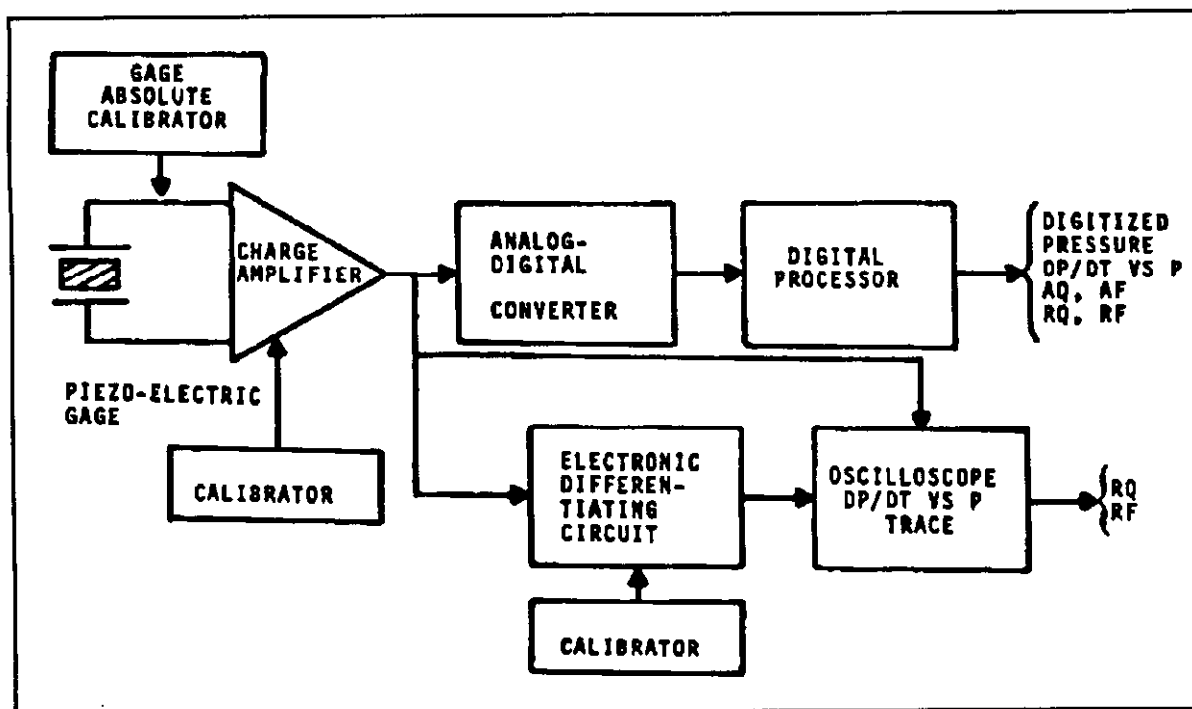 GAGE
ABSOLUTE
CALIBRATOR
CHARGE
AMPLIFIER
ANALOG-
DIGITAL
CONVERTER
DIGITAL
PROCESSOR
DIGITIZED
PRESSURE
DP/DT VS P
AQ, AF
RQ, RF
PIEZO-ELECTRIC
GAGE
CALIBRATOR
ELECTRONIC
DIFFEREN-
TIATING
CIRCUIT
OSCILLOSCOPE
DP/DT VS P
TRACE
RQ
RF
CALIBRATOR